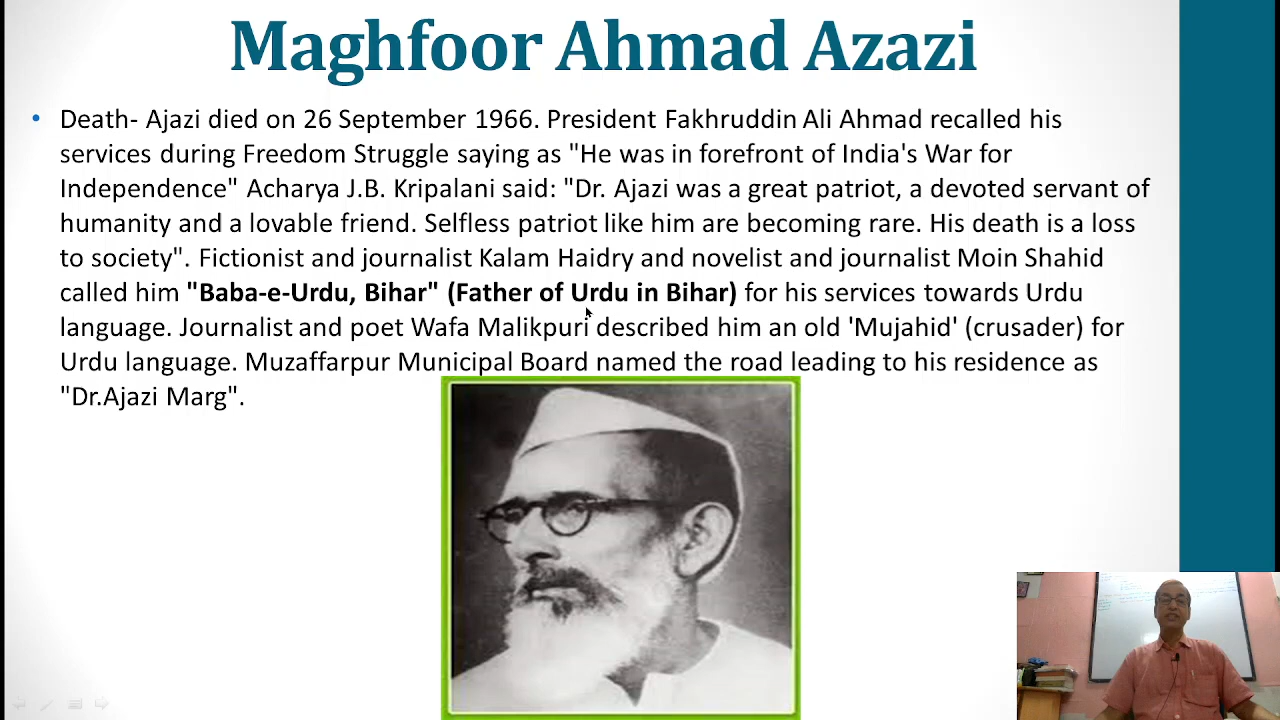 Maghfoor Ahmad Azazi
• Death- Ajazi died on 26 September 1966. President Fakhruddin Ali Ahmad recalled his
services during Freedom Struggle saying as "He was in forefront of India's War for
Independence" Acharya J.B. Kripalani said: "Dr. Ajazi was a great patriot, a devoted servant of
humanity and a lovable friend. Selfless patriot like him are becoming rare. His death is a loss
to society". Fictionist and journalist Kalam Haidry and novelist and journalist Moin Shahid
called him "Baba-e-Urdu, Bihar" (Father of Urdu in Bihar) for his services towards Urdu
language. Journalist and poet Wafa Malikpuri described him an old 'Mujahid' (crusader) for
Urdu language. Muzaffarpur Municipal Board named the road leading to his residence as
"Dr.Ajazi Marg".